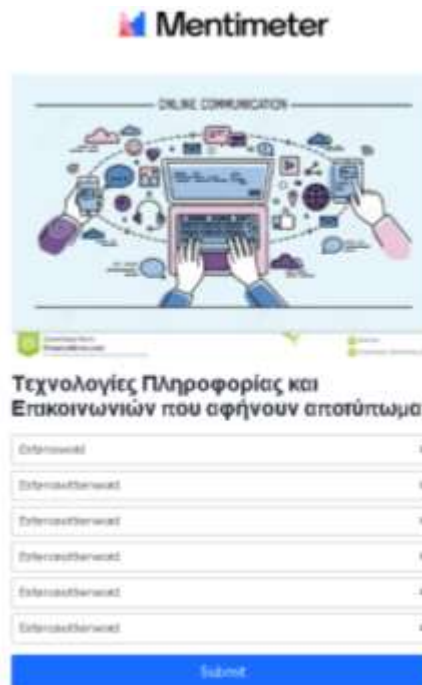 Mentimeter
ONLINE COMMUNICATION
Τεχνολογίες Πληροφορίας και
Επικοινωνιών που αφήνουν αποτύπωμα
Enter a word
Enter another word
Enter another word
Enter another word
Enter another word
Enter another word
Submit